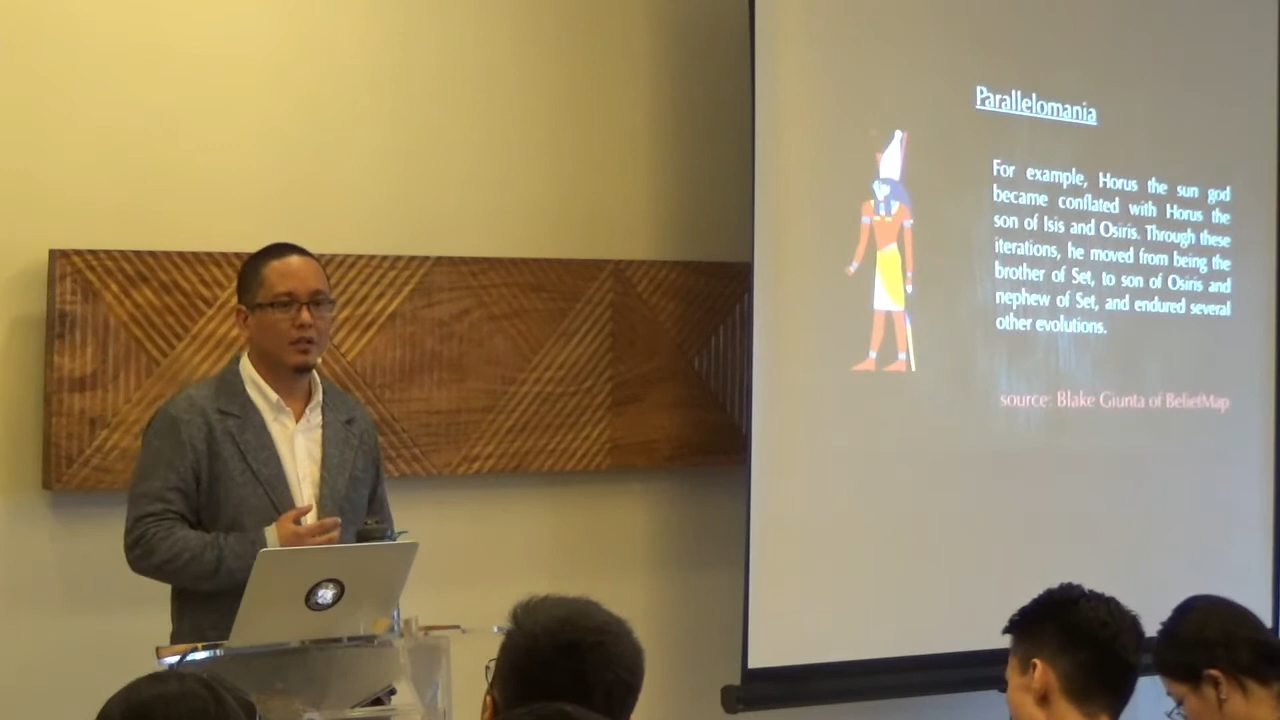 Parallelomania
For example, Horus the sun god
became conflated with Horus the
son of Isis and Osiris. Through these
iterations, he moved from being the
brother of Set, to son of Osiris and
nephew of Set, and endured several
other evolutions.
source: Blake Giunta of BeliefMap